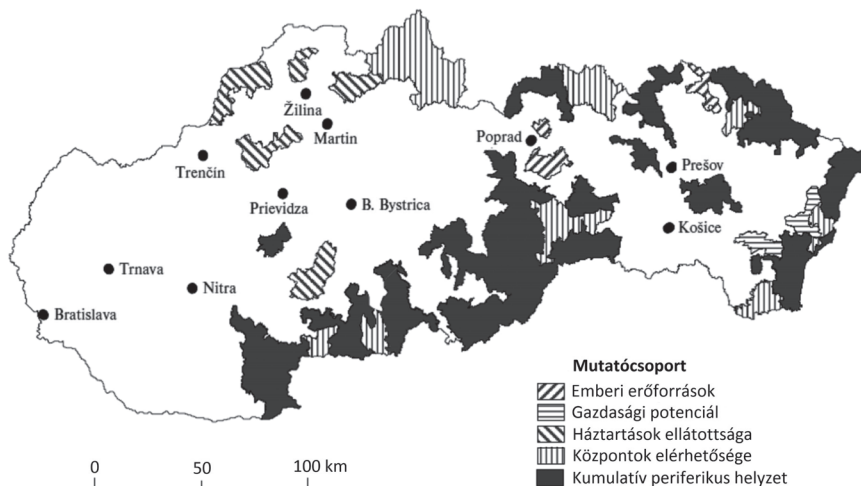 Žilina
Martin
Poprad
Trenčín
Prešov
Prievidza
B. Bystrica
Košice
Trnava
Nitra
Bratislava
Mutatócsoport
Emberi erőforrások
Gazdasági potenciál
Háztartások ellátottsága
Központok elérhetősége
Kumulatív periferikus helyzet
0 50 100 km